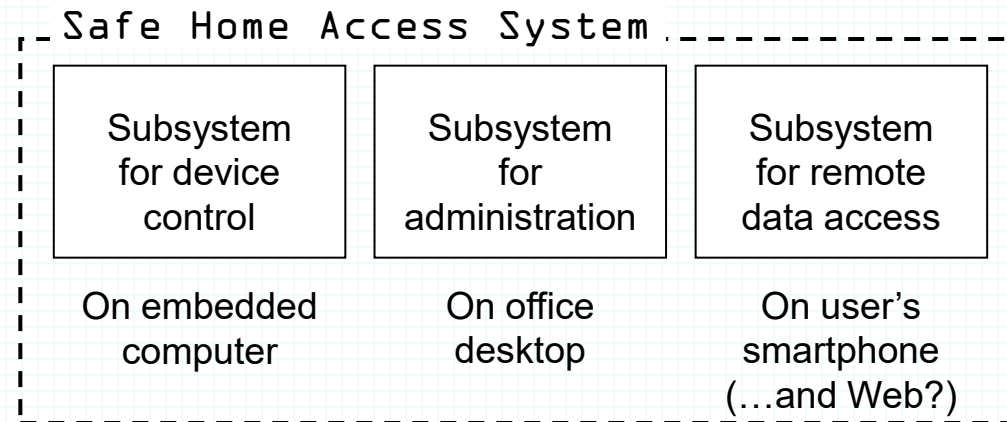 Safe Home Access System
Subsystem
for device
control
Subsystem
for
administration
Subsystem
for remote
data access
On embedded
computer
On office
desktop
On user’s
smartphone
(…and Web?)